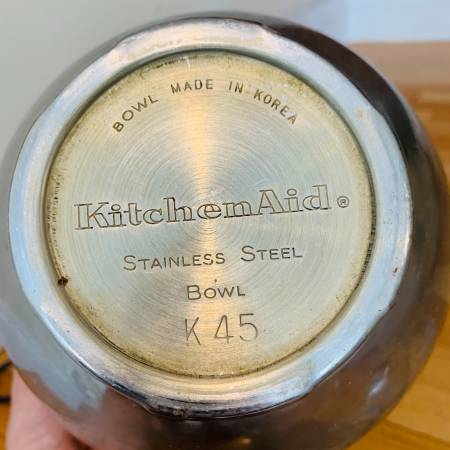 BOWL MADE IN KOREA
KitchenAid®
STAINLESS STEEL
BOWL
K45